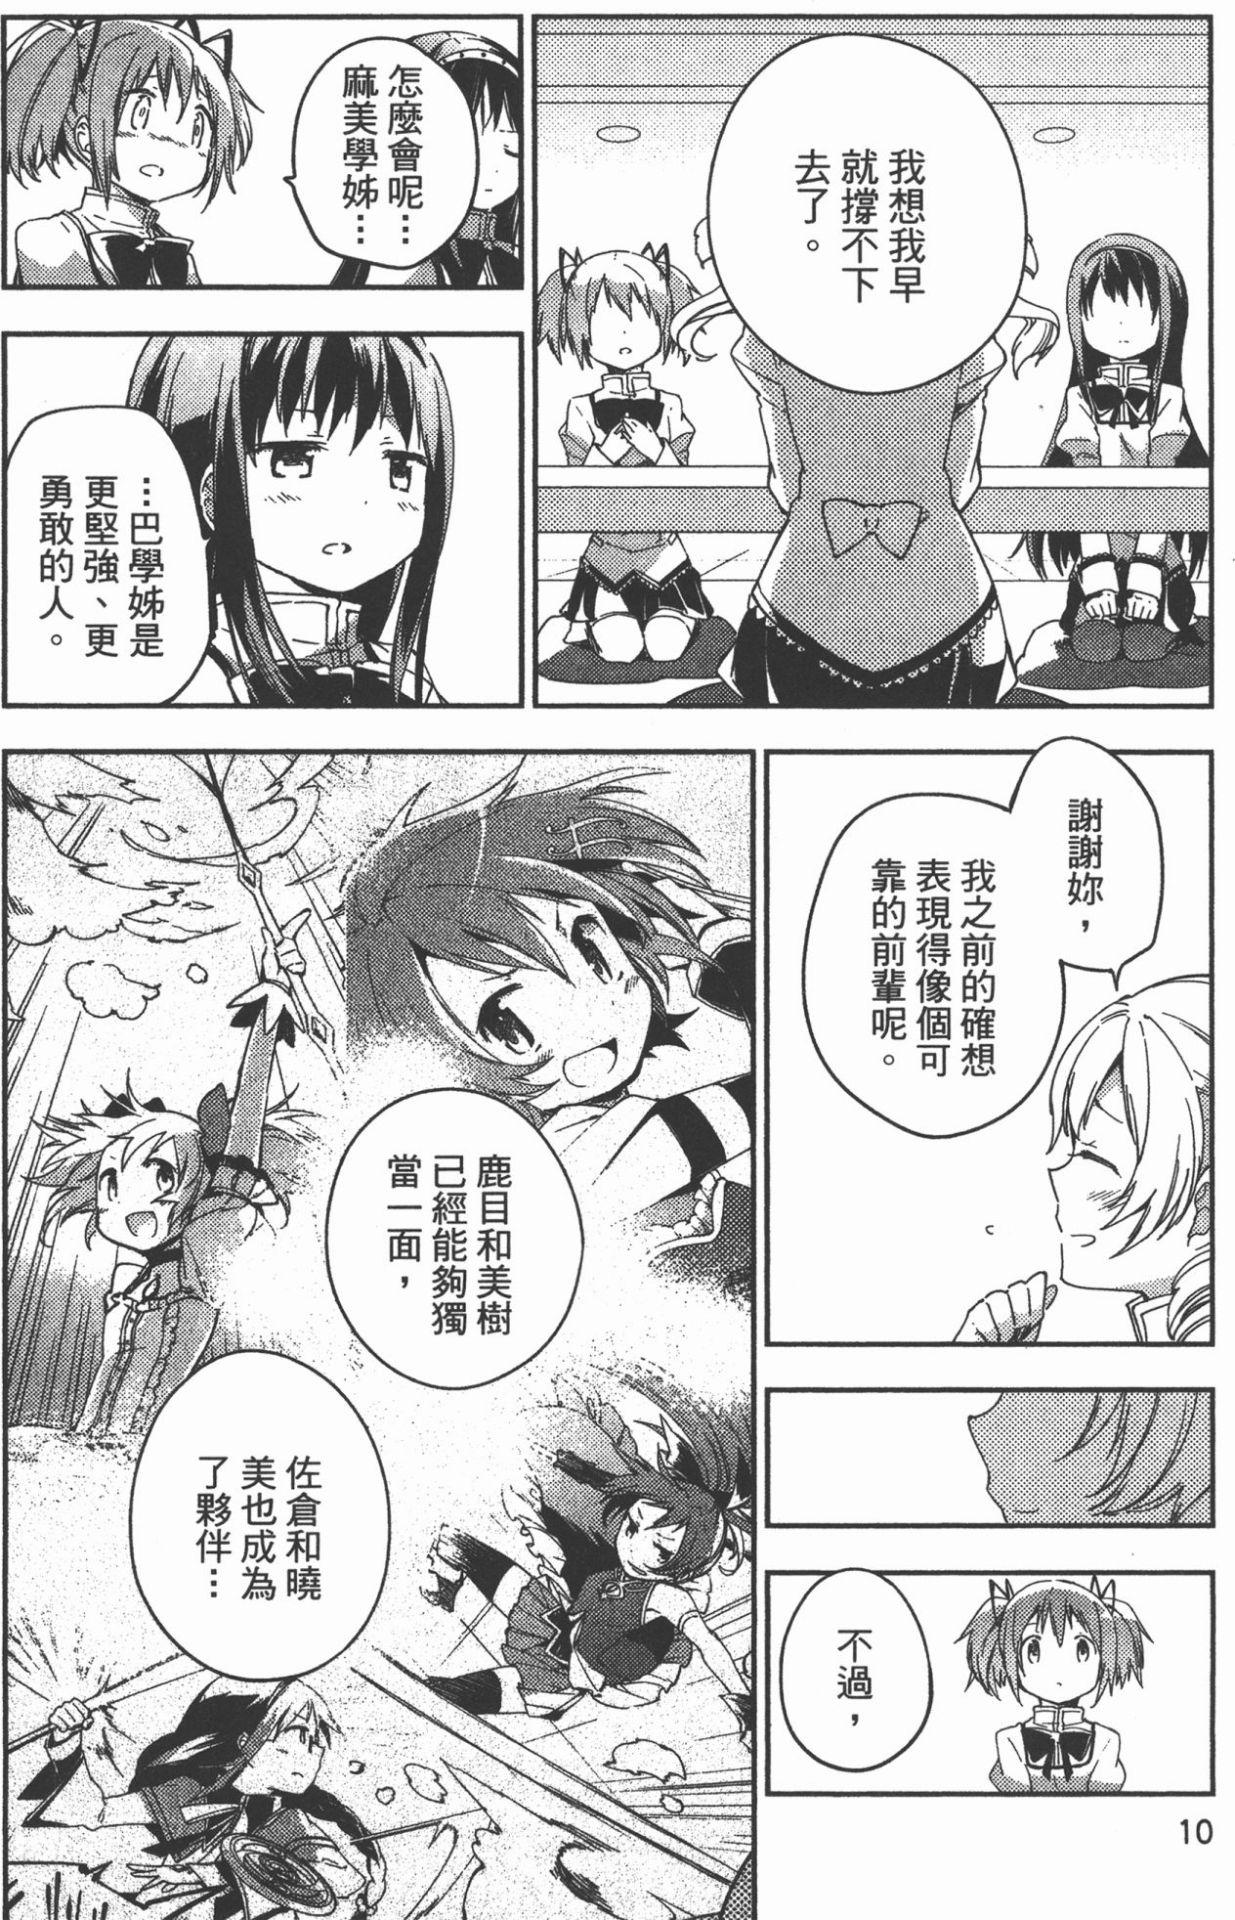 我想我早
就撐不下
去了。
怎麼會呢…
麻美學姊…
…巴學姊是
更堅強、更
勇敢的人。
謝謝妳，
我之前的確想
表現得像個可
靠的前輩呢。
不過，
鹿目和美樹
已經能夠獨
當一面，
佐倉和曉
美也成為
了夥伴…
10